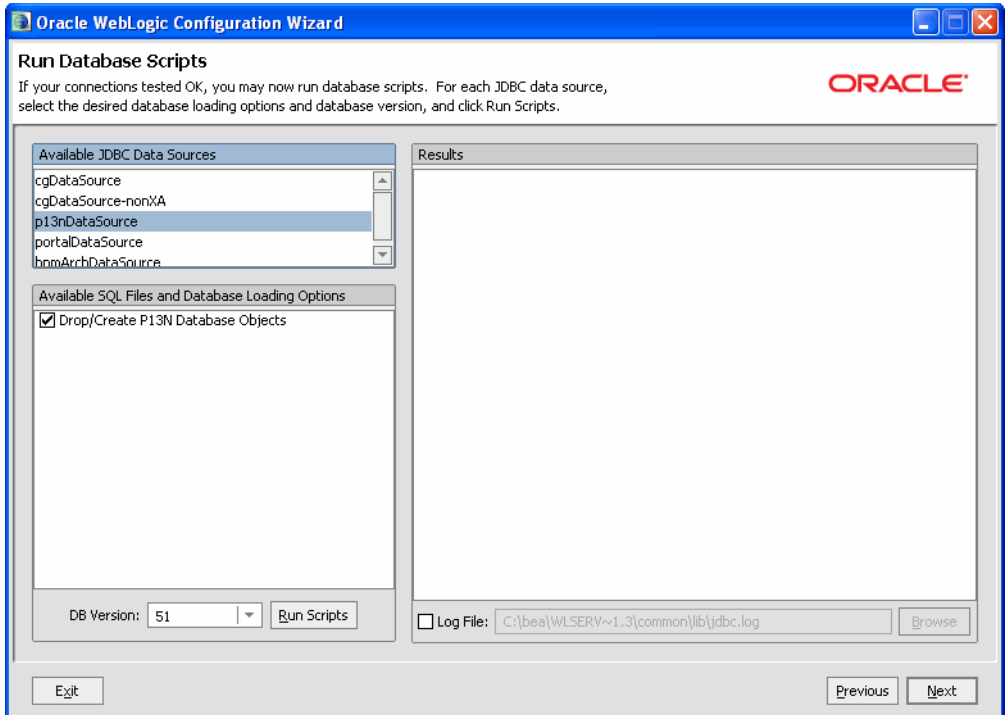 Oracle WebLogic Configuration Wizard
Run Database Scripts
If your connections tested OK, you may now run database scripts. For each JDBC data source,
select the desired database loading options and database version, and click Run Scripts.
ORACLE
Available JDBC Data Sources
cgDataSource
cgDataSource-nonXA
p13nDataSource
portalDataSource
bpmArchDataSource
Available SQL Files and Database Loading Options
Drop/Create P13N Database Objects
DB Version: 51 Run Scripts
Results
Log File: C:\bea\WLSERV~1.3\common\lib\jdbc.log Browse
Exit Previous Next